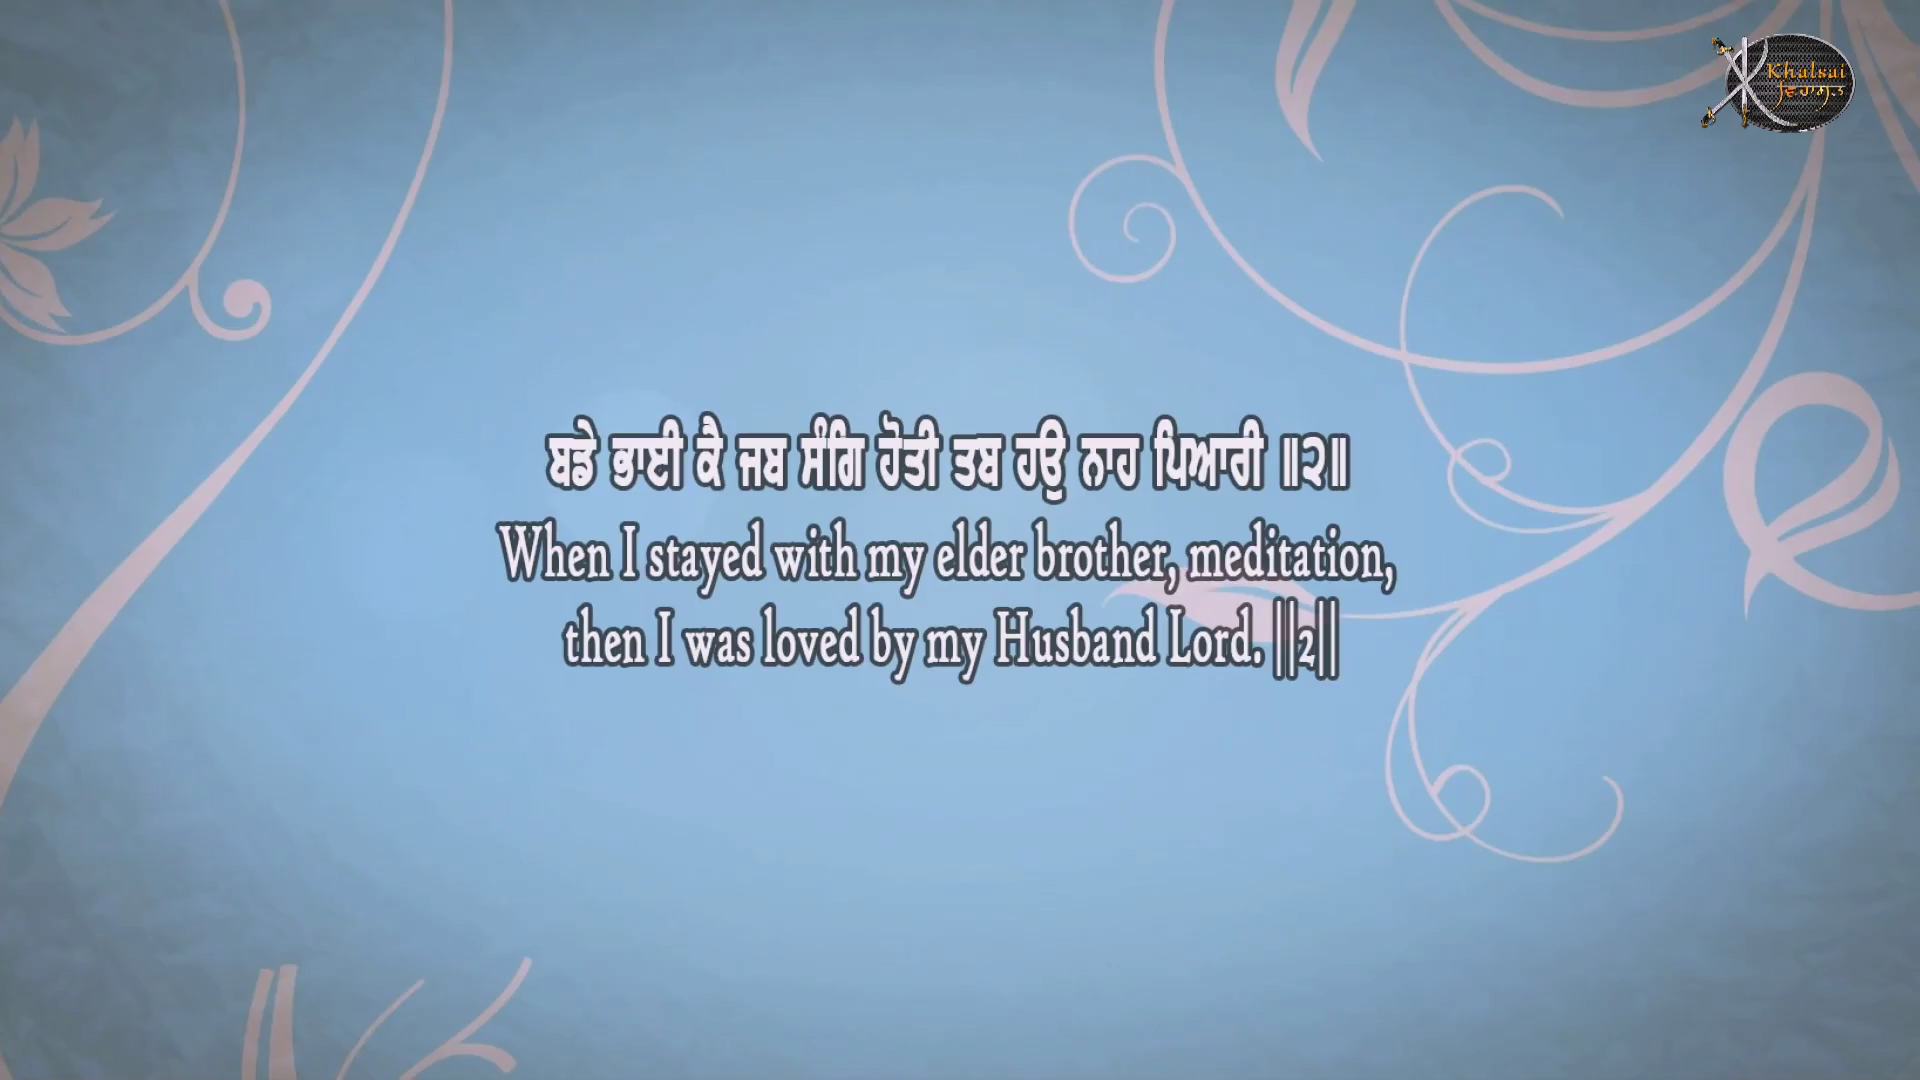 Khalsai
ਵਿਰਾਸਤ
ਬਡੇ ਭਾਈ ਕੈ ਜਬ ਸੰਗਿ ਹੋਤੀ ਤਬ ਹਉ ਨਾਹ ਪਿਆਰੀ ॥੨॥
When I stayed with my elder brother, meditation,
then I was loved by my Husband Lord. ||2||